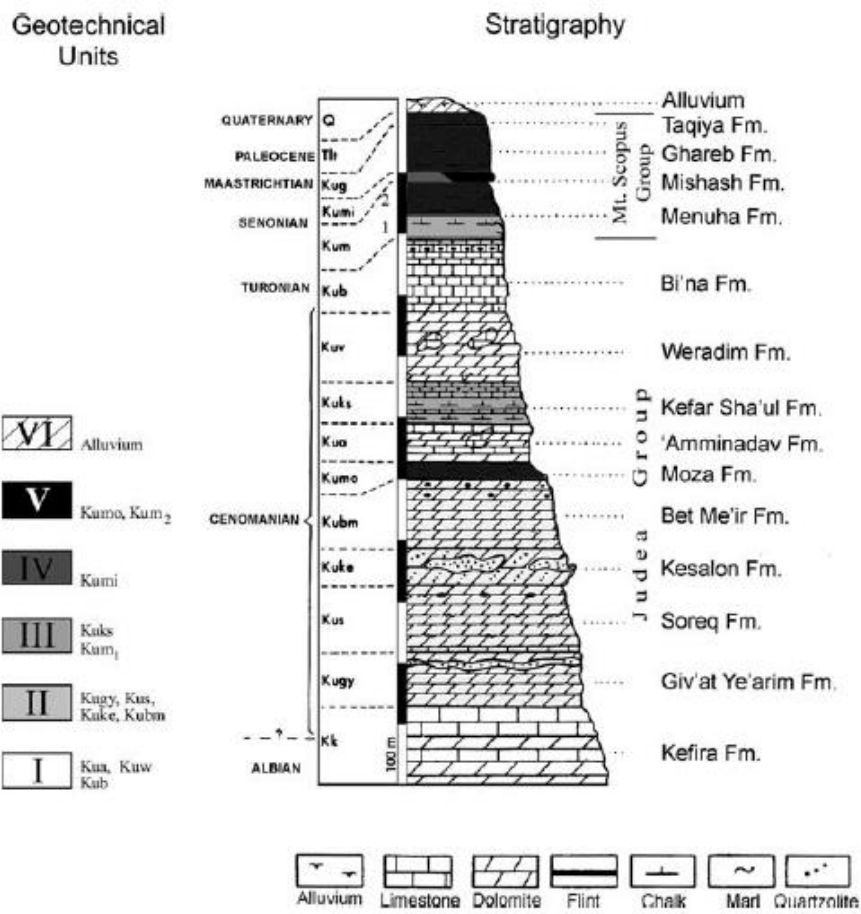 Geotechnical
Units
Stratigraphy
QUATERNARY
PALEOCENE
MAASTRICHTIAN
SENONIAN
TURONIAN
CENOMANIAN
?
ALBIAN
Q
Tlt
Kug
Kumi
Kum
Kub
Kuv
Kuks
Kua
Kumo
Kubm
Kuke
Kus
Kugy
Kk
2
1
100 m
Alluvium
Taqiya Fm.
Ghareb Fm.
Mishash Fm.
Menuha Fm.
Bi'na Fm.
Weradim Fm.
Kefar Sha'ul Fm.
'Amminadav Fm.
Moza Fm.
Bet Me'ir Fm.
Kesalon Fm.
Soreq Fm.
Giv'at Ye'arim Fm.
Kefira Fm.
Mt. Scopus
Group
Judea Group
VI Alluvium
V Kumo, Kum2
IV Kumi
III Kuks
Kum1
II Kugy, Kus,
Kuke, Kubm
I Kua, Kuw
Kub
Alluvium Limestone Dolomite Flint Chalk Marl Quartzolite